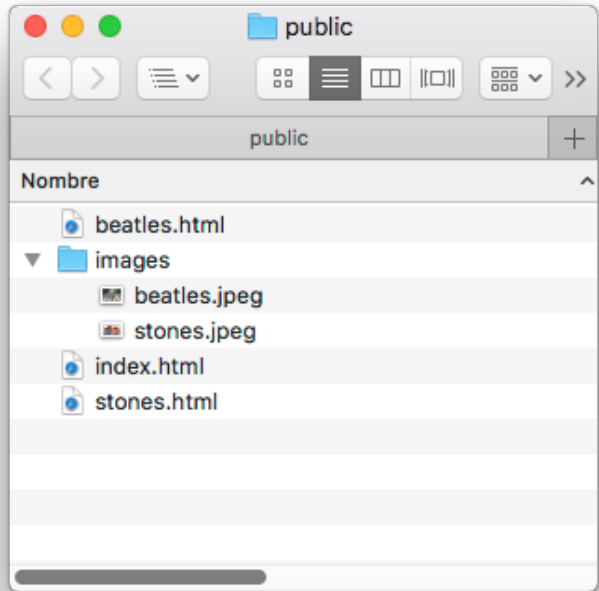 public
public
Nombre
beatles.html
images
beatles.jpeg
stones.jpeg
index.html
stones.html